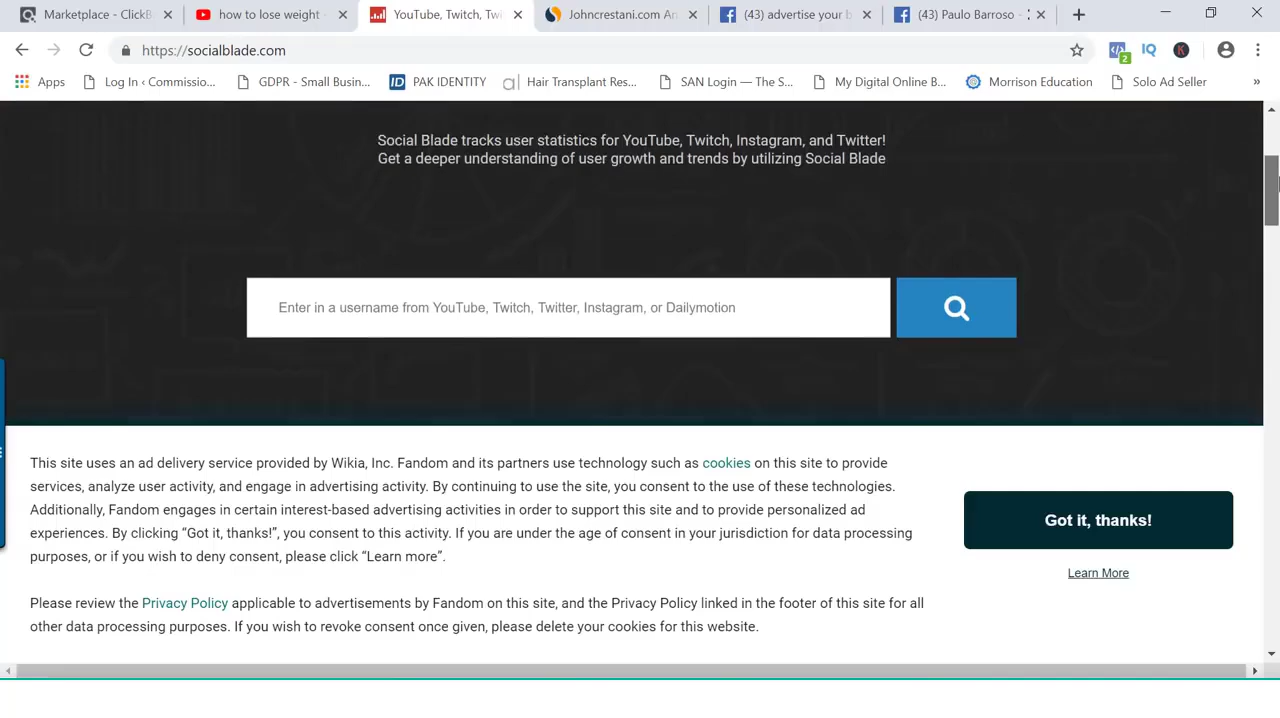 Marketplace - ClickB
how to lose weight -
YouTube, Twitch, Twi
Johncrestani.com An
(43) advertise your b
(43) Paulo Barroso -
https://socialblade.com
2
IQ
K
Apps
Log In ‹ Commissio...
GDPR - Small Busin...
ID PAK IDENTITY
Hair Transplant Res...
SAN Login — The S...
My Digital Online B...
Morrison Education
Solo Ad Seller
»
Social Blade tracks user statistics for YouTube, Twitch, Instagram, and Twitter!
Get a deeper understanding of user growth and trends by utilizing Social Blade
Enter in a username from YouTube, Twitch, Twitter, Instagram, or Dailymotion
This site uses an ad delivery service provided by Wikia, Inc. Fandom and its partners use technology such as cookies on this site to provide
services, analyze user activity, and engage in advertising activity. By continuing to use the site, you consent to the use of these technologies.
Additionally, Fandom engages in certain interest-based advertising activities in order to support this site and to provide personalized ad
experiences. By clicking “Got it, thanks!”, you consent to this activity. If you are under the age of consent in your jurisdiction for data processing
purposes, or if you wish to deny consent, please click “Learn more”.
Got it, thanks!
Learn More
Please review the Privacy Policy applicable to advertisements by Fandom on this site, and the Privacy Policy linked in the footer of this site for all
other data processing purposes. If you wish to revoke consent once given, please delete your cookies for this website.